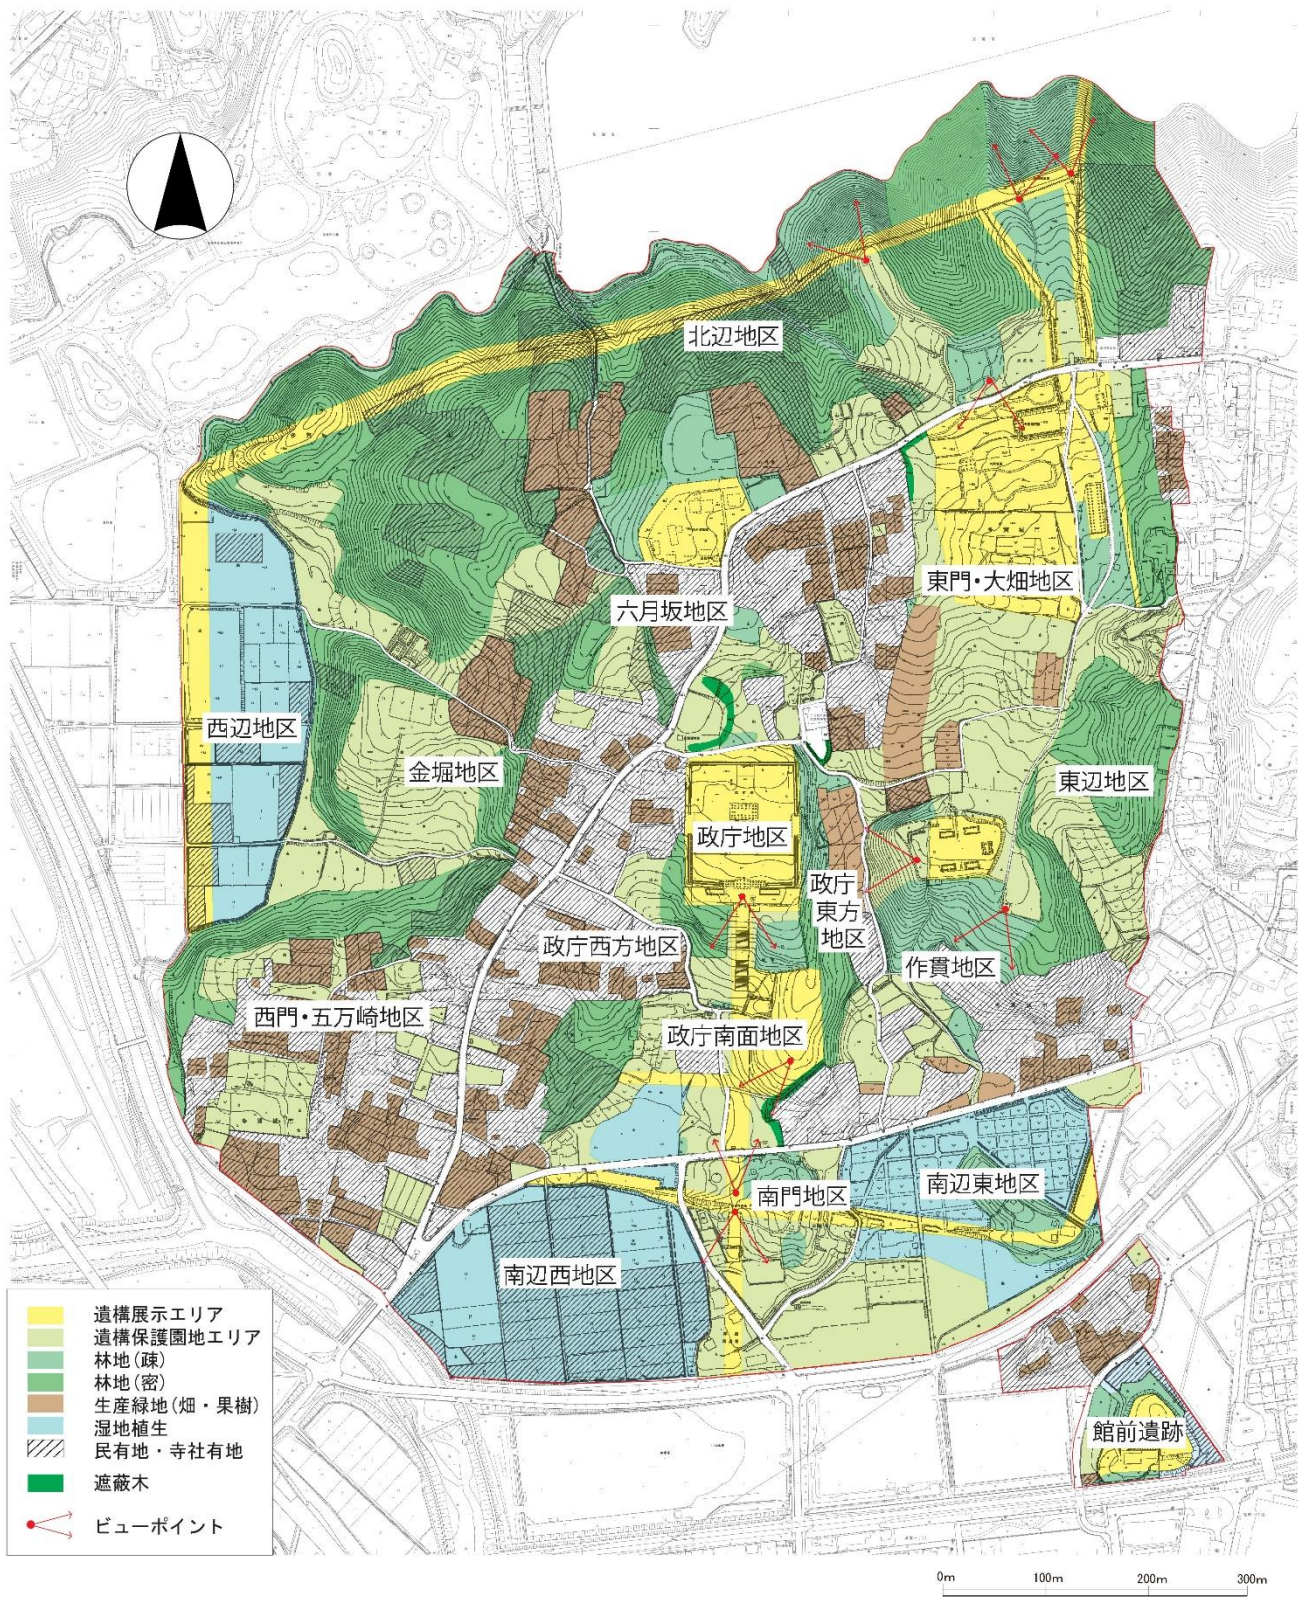 北辺地区
東門・大畑地区
六月坂地区
西辺地区
金堀地区
東辺地区
政庁地区
政庁
東方
地区
政庁西方地区
作貫地区
西門・五万崎地区
政庁南面地区
南辺東地区
南門地区
南辺西地区
館前遺跡
遺構展示エリア
遺構保護園地エリア
林地(疎)
林地(密)
生産緑地(畑・果樹)
湿地植生
民有地・寺社有地
遮蔽木
ビューポイント
0m 100m 200m 300m